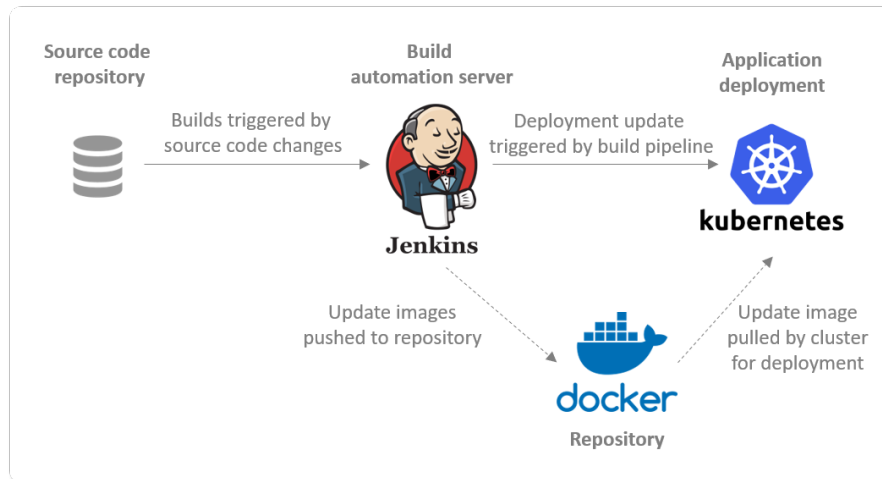 Source code
repository
Build
automation server
Application
deployment
Builds triggered by
source code changes
Deployment update
triggered by build pipeline
Jenkins
kubernetes
Update images
pushed to repository
Update image
pulled by cluster
for deployment
docker
Repository